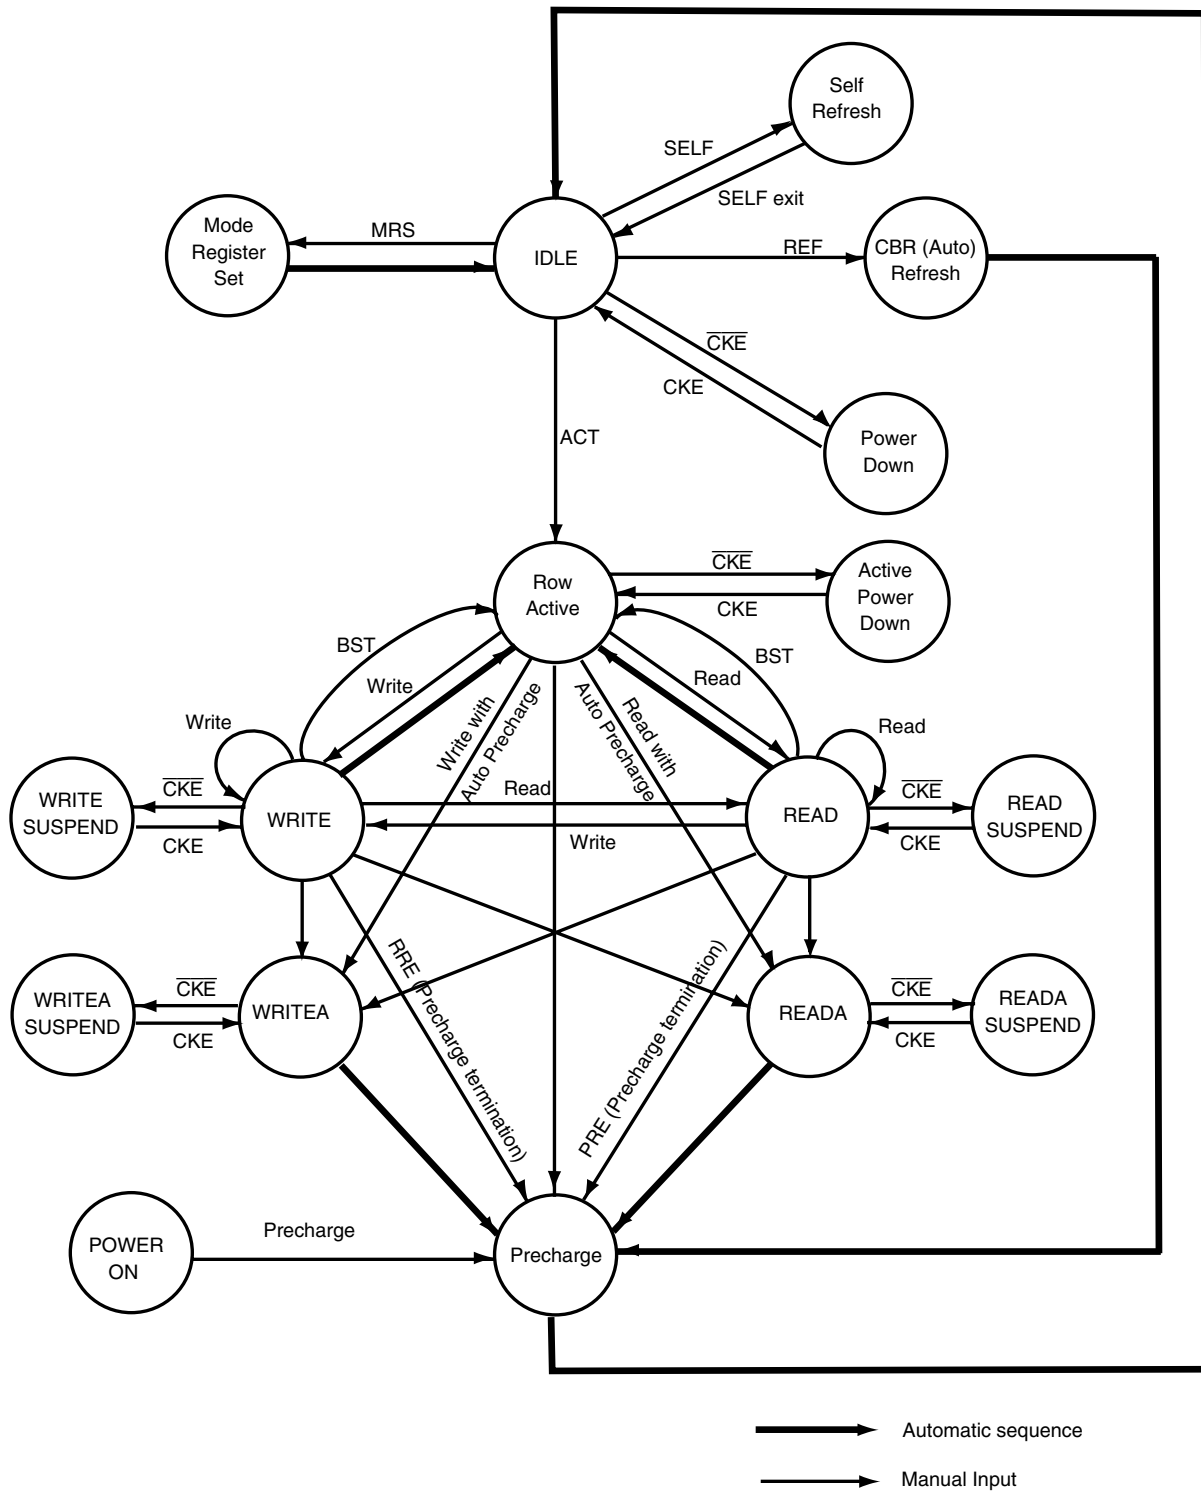 Self
Refresh
SELF
SELF exit
Mode
Register
Set
MRS
IDLE
REF
CBR (Auto)
Refresh
CKE
CKE
Power
Down
ACT
Row
Active
CKE
CKE
Active
Power
Down
BST
Write
Write with
Auto Precharge
Auto Precharge
Read with
Read
BST
Write
Read
WRITE
SUSPEND
CKE
CKE
WRITE
Read
Write
READ
CKE
CKE
READ
SUSPEND
RRE (Precharge termination)
PRE (Precharge termination)
WRITEA
SUSPEND
CKE
CKE
WRITEA
READA
CKE
CKE
READA
SUSPEND
POWER
ON
Precharge
Precharge
Automatic sequence
Manual Input